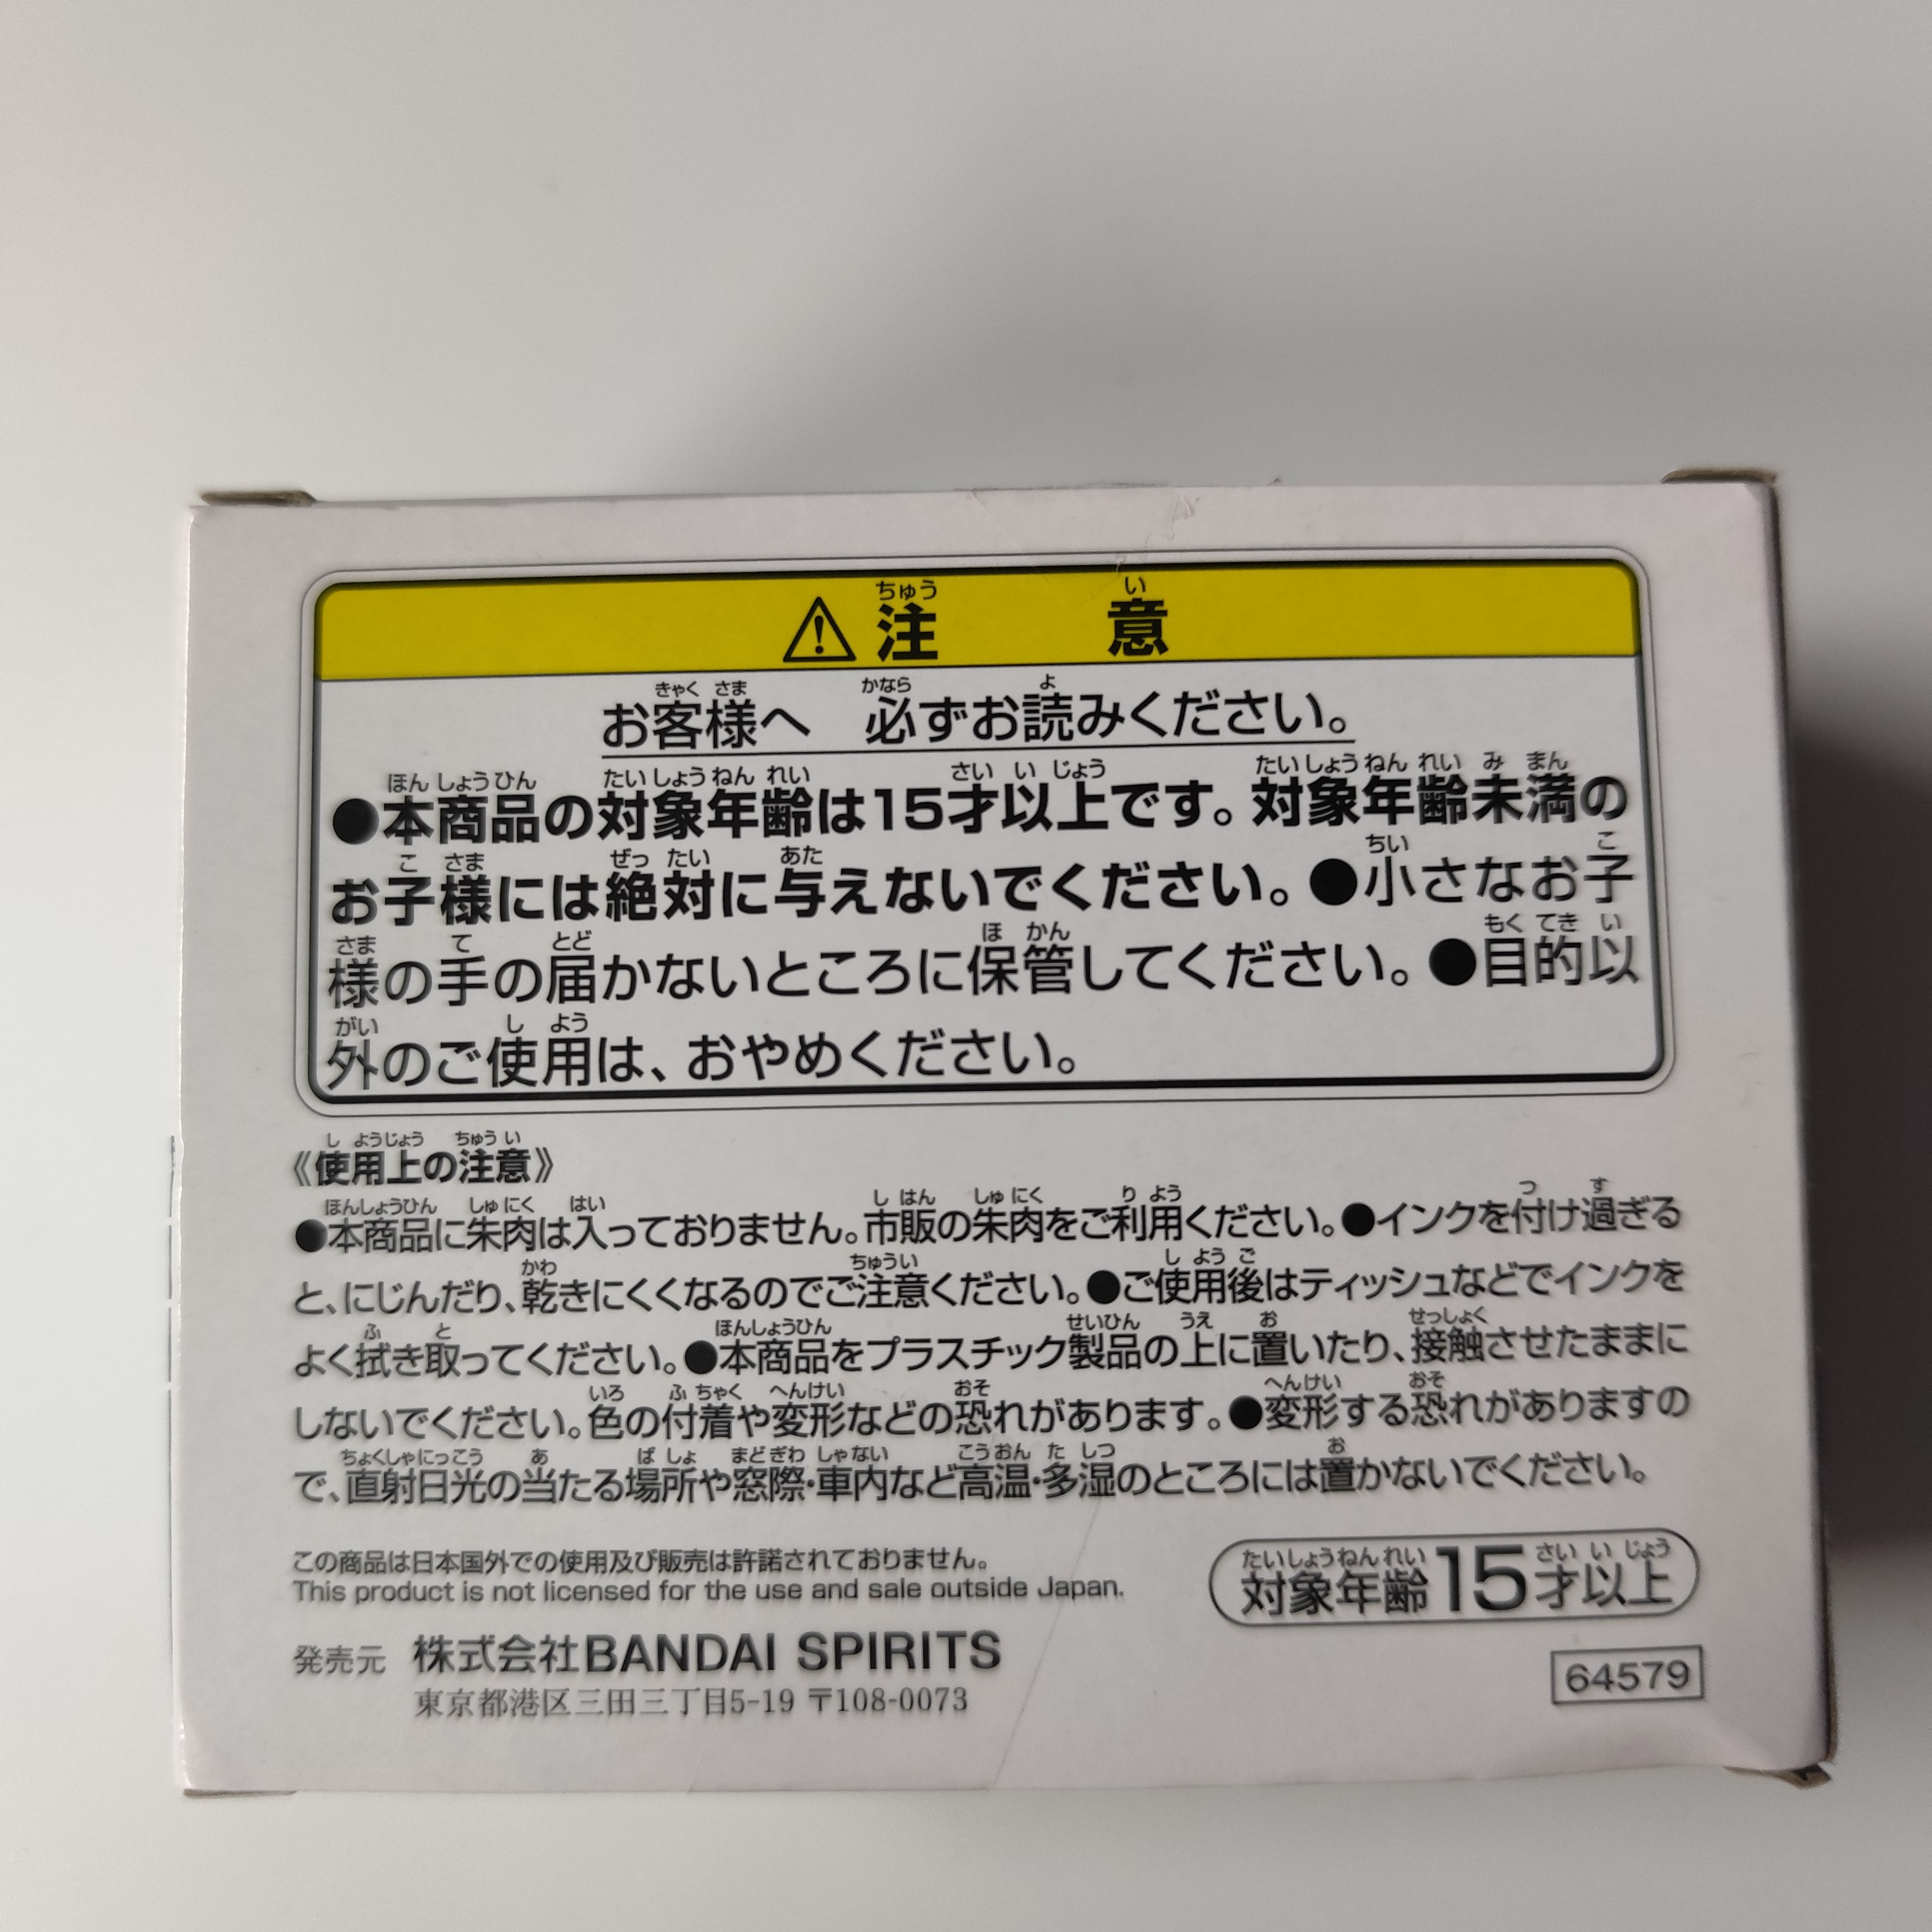 ⚠注意
お客様へ 必ずお読みください。
●本商品の対象年齢は15才以上です。対象年齢未満の
お子様には絶対に与えないでください。●小さなお子
様の手の届かないところに保管してください。●目的以
外のご使用は、おやめください。
《使用上の注意》
●本商品に朱肉は入っておりません。市販の朱肉をご利用ください。●インクを付け過ぎる
と、にじんだり、乾きにくくなるのでご注意ください。●ご使用後はティッシュなどでインクを
よく拭き取ってください。●本商品をプラスチック製品の上に置いたり、接触させたままに
しないでください。色の付着や変形などの恐れがあります。●変形する恐れがありますの
で、直射日光の当たる場所や窓際・車内など高温・多湿のところには置かないでください。
この商品は日本国外での使用及び販売は許諾されておりません。
This product is not licensed for the use and sale outside Japan.
対象年齢15才以上
発売元 株式会社BANDAI SPIRITS
東京都港区三田三丁目5-19 〒108-0073
64579